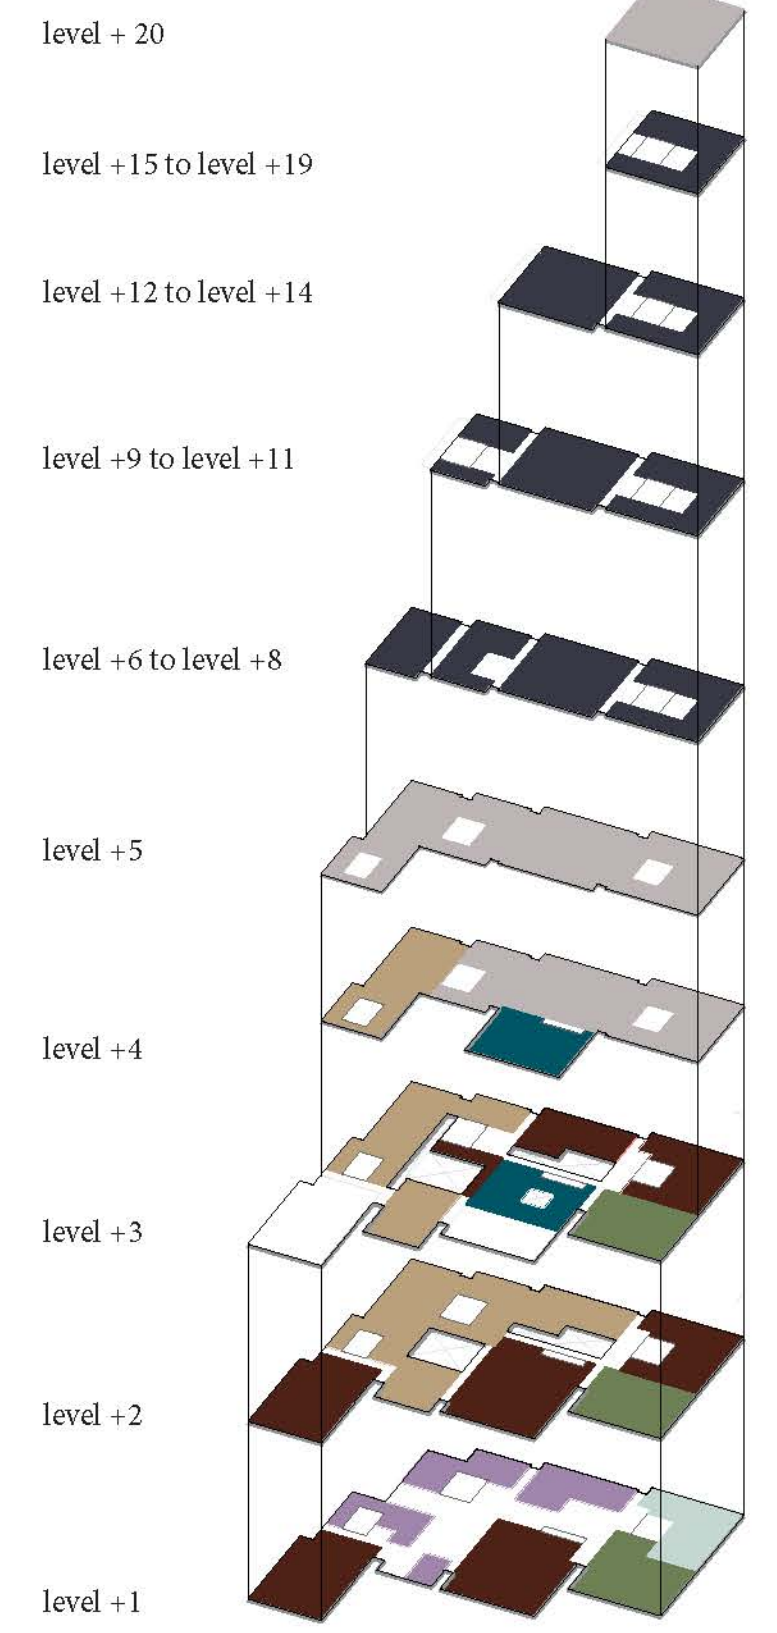 level + 20
level +15 to level +19
level +12 to level +14
level +9 to level +11
level +6 to level +8
level +5
level +4
level +3
level +2
level +1